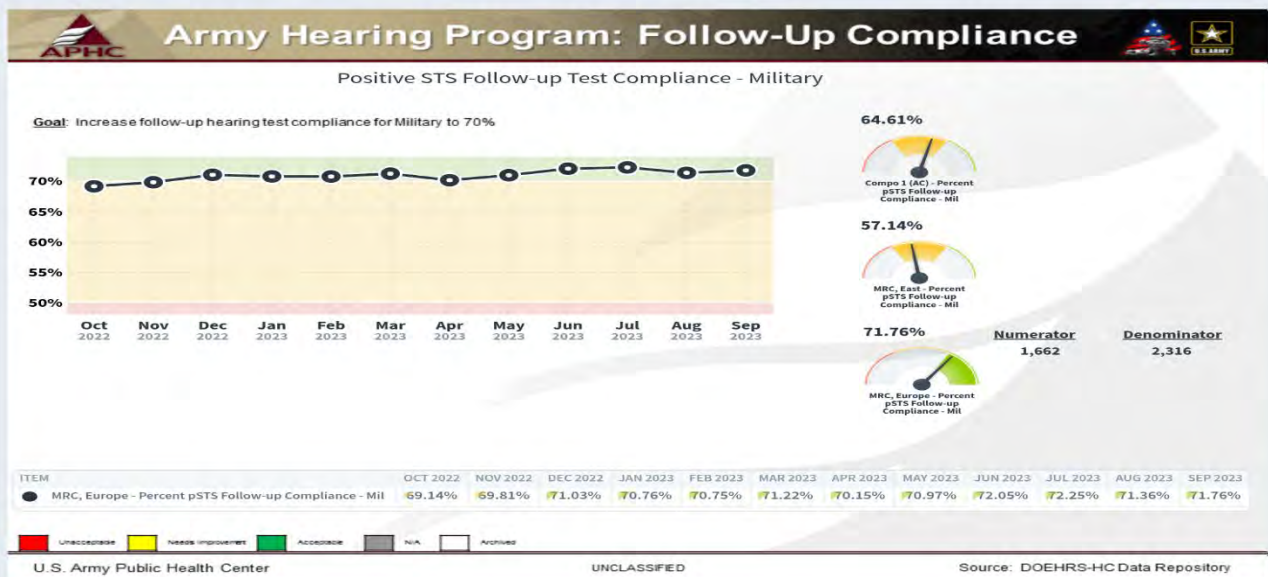 APHC
Army Hearing Program: Follow-Up Compliance
U.S. ARMY
Positive STS Follow-up Test Compliance - Military
Goal: Increase follow-up hearing test compliance for Military to 70%
70%
65%
60%
55%
50%
Oct Nov Dec Jan Feb Mar Apr May Jun Jul Aug Sep
2022 2022 2022 2023 2023 2023 2023 2023 2023 2023 2023 2023
64.61%
Compo 1 (AC) - Percent
pSTS Follow-up
Compliance - Mil
57.14%
MRC, East - Percent
pSTS Follow-up
Compliance - Mil
71.76%
MRC, Europe - Percent
pSTS Follow-up
Compliance - Mil
Numerator Denominator
1,662 2,316
ITEM OCT 2022 NOV 2022 DEC 2022 JAN 2023 FEB 2023 MAR 2023 APR 2023 MAY 2023 JUN 2023 JUL 2023 AUG 2023 SEP 2023
MRC, Europe - Percent pSTS Follow-up Compliance - Mil 69.14% 69.81% 71.03% 70.76% 70.75% 71.22% 70.15% 70.97% 72.05% 72.25% 71.36% 71.76%
Unacceptable Needs Improvement Acceptable N/A Archived
U.S. Army Public Health Center UNCLASSIFIED Source: DOEHRS-HC Data Repository